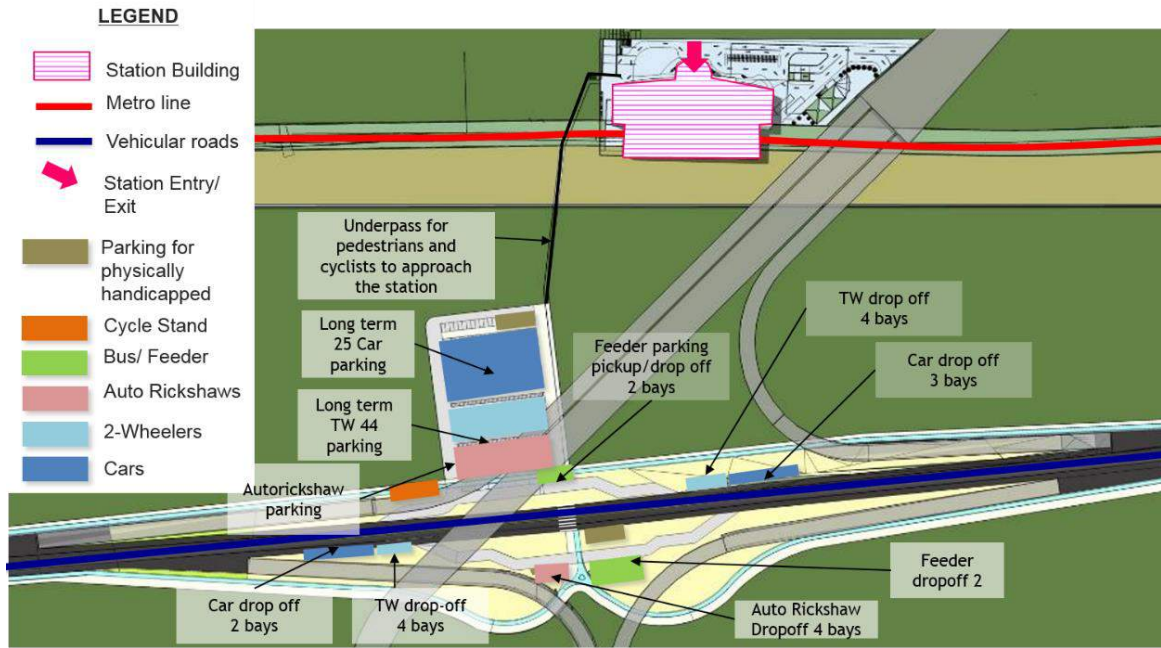 LEGEND
Station Building
Metro line
Vehicular roads
Station Entry/
Exit
Parking for
physically
handicapped
Cycle Stand
Bus/ Feeder
Auto Rickshaws
2-Wheelers
Cars
Underpass for
pedestrians and
cyclists to approach
the station
Long term
25 Car
parking
Feeder parking
pickup/drop off
2 bays
TW drop off
4 bays
Car drop off
3 bays
Long term
TW 44
parking
Autorickshaw
parking
Car drop off
2 bays
TW drop-off
4 bays
Auto Rickshaw
Dropoff 4 bays
Feeder
dropoff 2